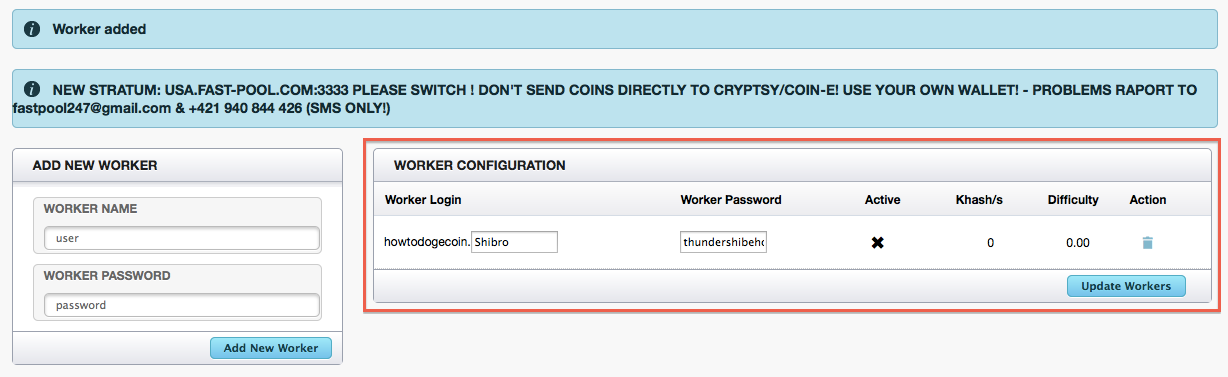 Worker added
NEW STRATUM: USA.FAST-POOL.COM:3333 PLEASE SWITCH ! DON'T SEND COINS DIRECTLY TO CRYPTSY/COIN-E! USE YOUR OWN WALLET! - PROBLEMS RAPORT TO
fastpool247@gmail.com & +421 940 844 426 (SMS ONLY!)
ADD NEW WORKER
WORKER NAME
user
WORKER PASSWORD
password
Add New Worker
WORKER CONFIGURATION
Worker Login Worker Password Active Khash/s Difficulty Action
howtodogecoin. Shibro thundershibeho 0 0.00
Update Workers